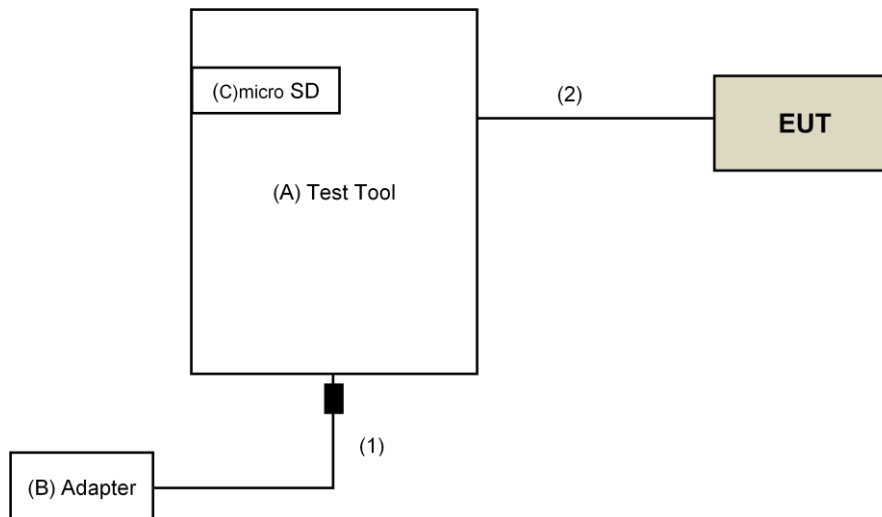 (C)micro SD
(2)
EUT
(A) Test Tool
(1)
(B) Adapter